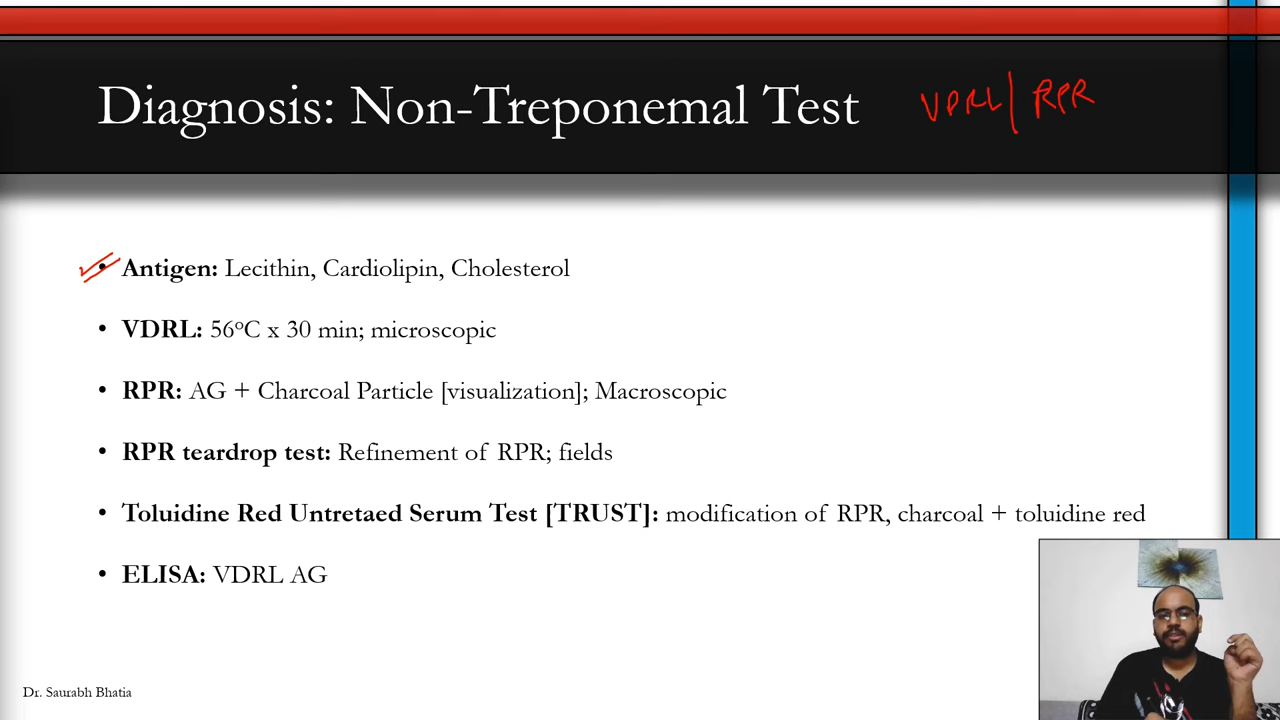 Diagnosis: Non-Treponemal Test VDRL | RPR
• Antigen: Lecithin, Cardiolipin, Cholesterol
• VDRL: 56ºC x 30 min; microscopic
• RPR: AG + Charcoal Particle [visualization]; Macroscopic
• RPR teardrop test: Refinement of RPR; fields
• Toluidine Red Untretaed Serum Test [TRUST]: modification of RPR, charcoal + toluidine red
• ELISA: VDRL AG
Dr. Saurabh Bhatia